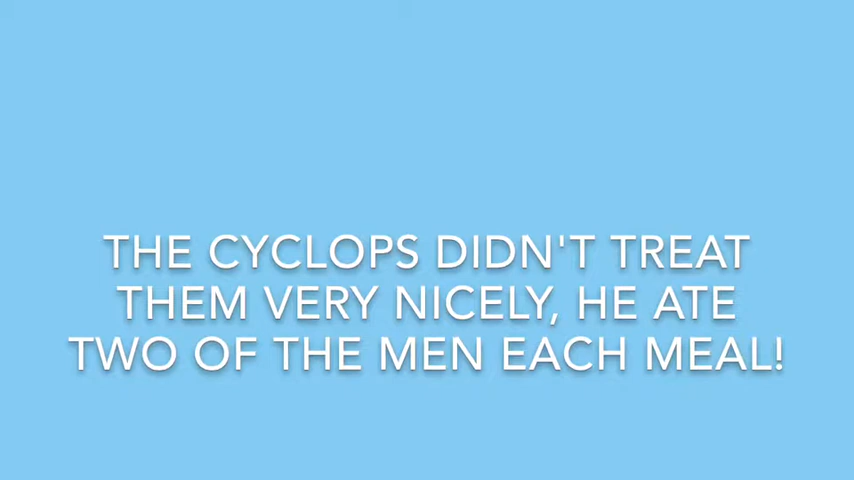 THE CYCLOPS DIDN'T TREAT
THEM VERY NICELY, HE ATE
TWO OF THE MEN EACH MEAL!